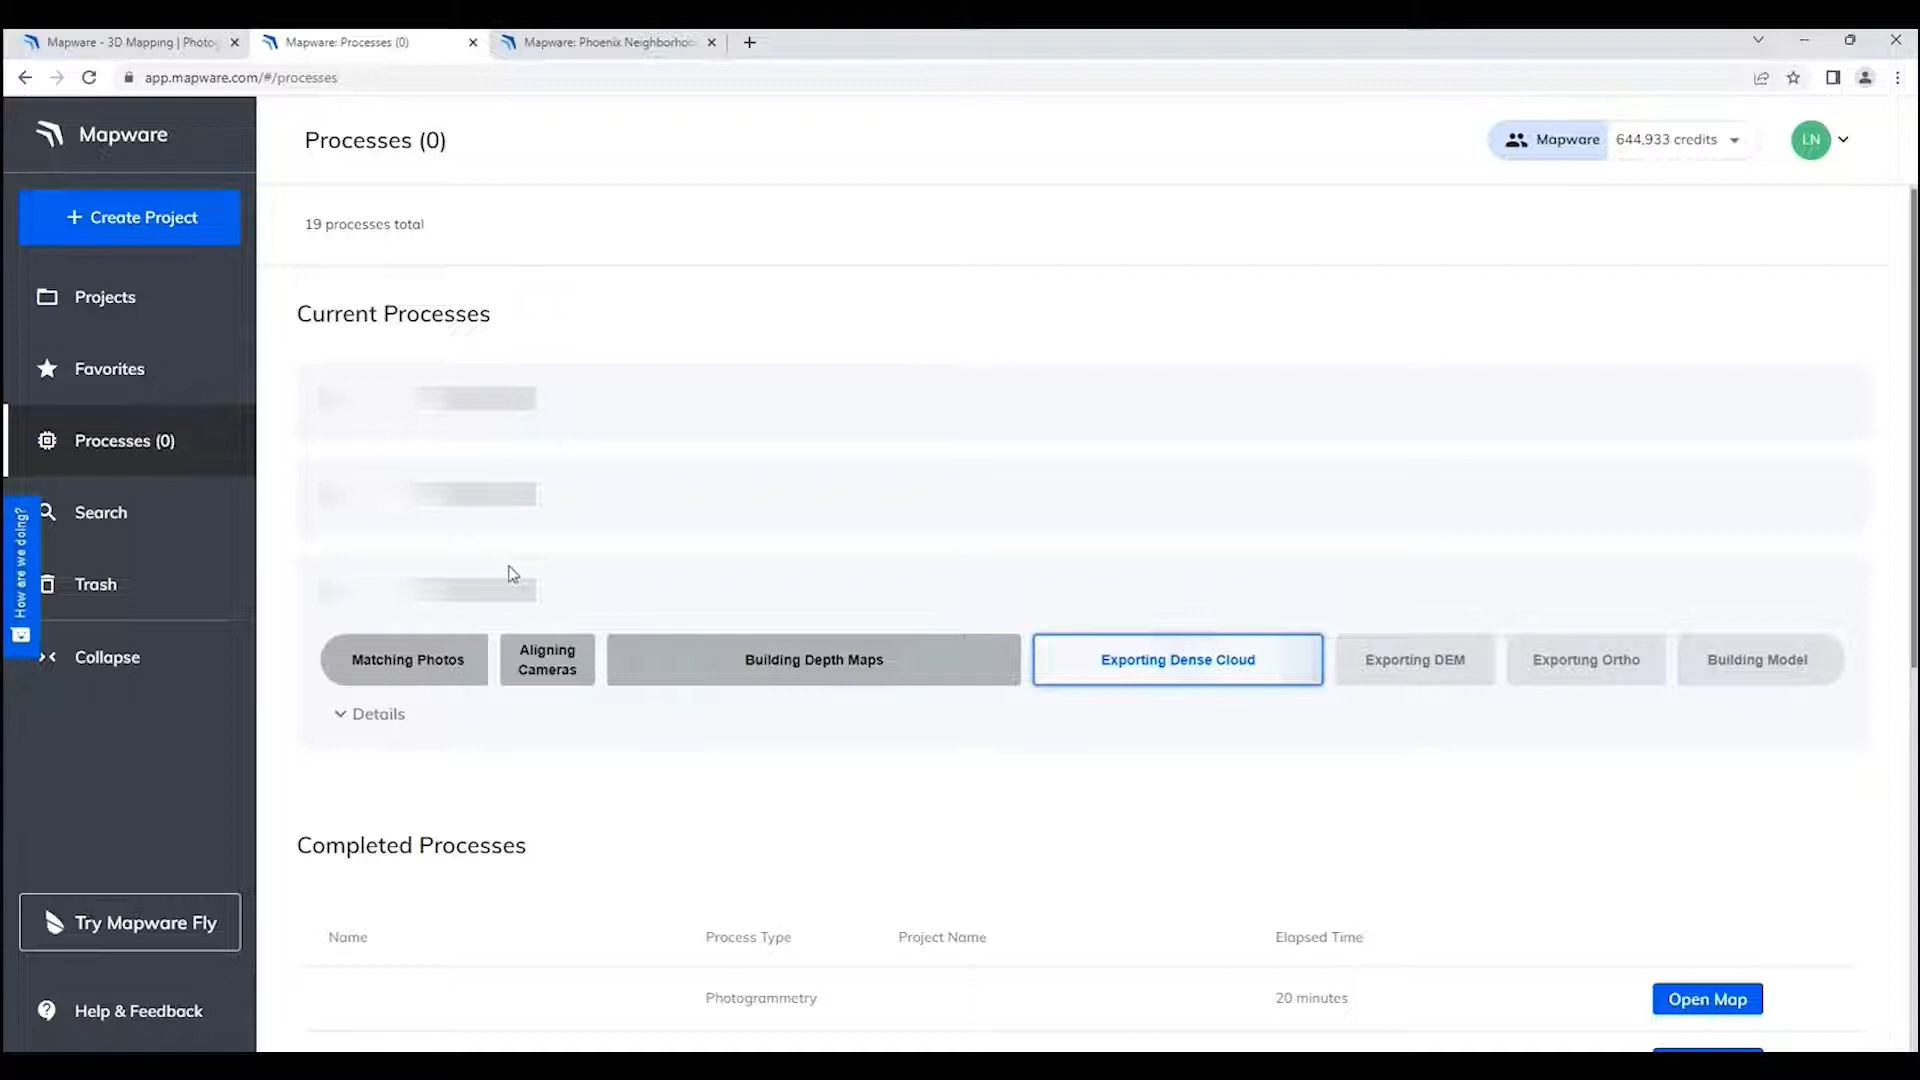 Mapware - 3D Mapping | Photo
Mapware: Processes (0)
Mapware: Phoenix Neighborhoo
app.mapware.com/#/processes
Mapware
Processes (0)
Mapware
644,933 credits
LN
+ Create Project
19 processes total
Projects
Current Processes
Favorites
Processes (0)
Search
How are we doing?
Trash
Collapse
Matching Photos
Aligning
Cameras
Building Depth Maps
Exporting Dense Cloud
Exporting DEM
Exporting Ortho
Building Model
Details
Completed Processes
Try Mapware Fly
Name
Process Type
Project Name
Elapsed Time
Photogrammetry
20 minutes
Open Map
Help & Feedback